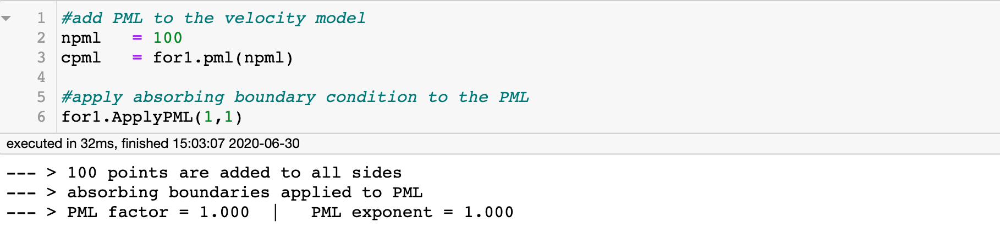 1 #add PML to the velocity model
2 npml   = 100
3 cpml   = for1.pml(npml)
4
5 #apply absorbing boundary condition to the PML
6 for1.ApplyPML(1,1)
executed in 32ms, finished 15:03:07 2020-06-30
--- > 100 points are added to all sides
--- > absorbing boundaries applied to PML
--- > PML factor = 1.000  |   PML exponent = 1.000